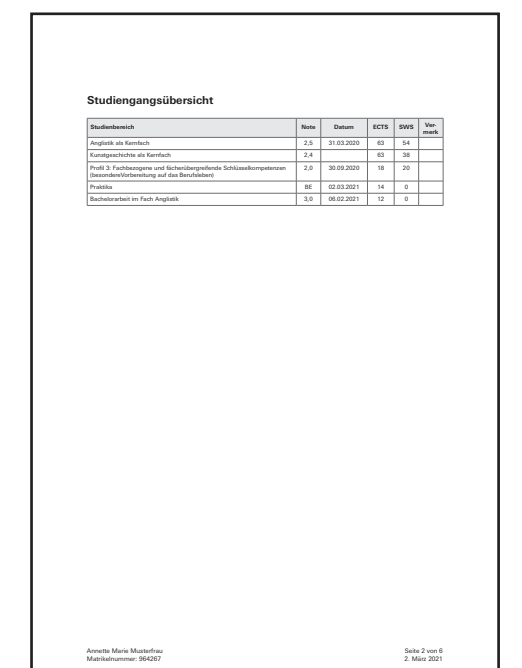 Studiengangsübersicht
Studienbereich Note Datum ECTS SWS Ver-
merk
Anglistik als Kernfach 2,5 31.03.2020 63 54
Kunstgeschichte als Kernfach 2,4 63 38
Profil 3: Fachbezogene und fächerübergreifende Schlüsselkompetenzen 2,0 30.09.2020 18 20
(besondereVorbereitung auf das Berufsleben)
Praktika BE 02.03.2021 14 0
Bachelorarbeit im Fach Anglistik 3,0 06.02.2021 12 0
Annette Marie Musterfrau Seite 2 von 6
Matrikelnummer: 964267 2. März 2021